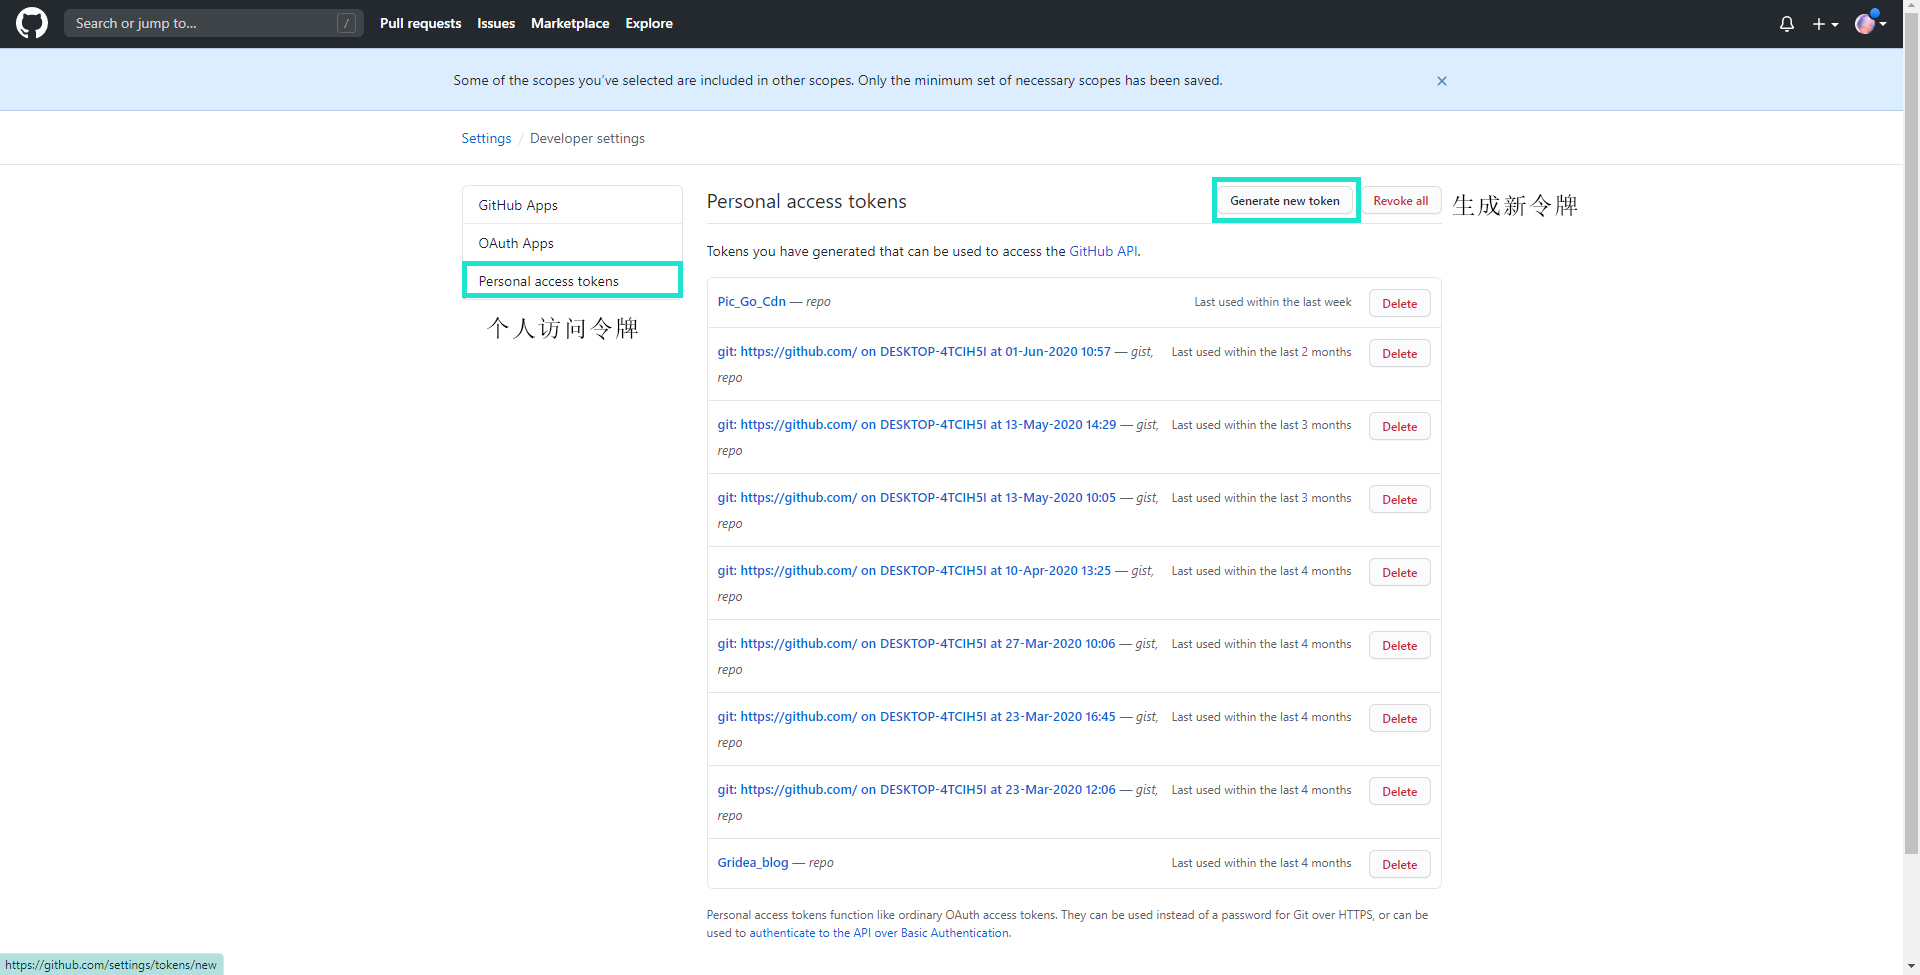 Search or jump to...
/
Pull requests
Issues
Marketplace
Explore
Some of the scopes you've selected are included in other scopes. Only the minimum set of necessary scopes has been saved.
Settings / Developer settings
GitHub Apps
OAuth Apps
Personal access tokens
个人访问令牌
Personal access tokens
Generate new token
Revoke all
生成新令牌
Tokens you have generated that can be used to access the GitHub API.
Pic_Go_Cdn — repo
Last used within the last week
Delete
git: https://github.com/ on DESKTOP-4TCIH5I at 01-Jun-2020 10:57 — gist,
repo
Last used within the last 2 months
Delete
git: https://github.com/ on DESKTOP-4TCIH5I at 13-May-2020 14:29 — gist,
repo
Last used within the last 3 months
Delete
git: https://github.com/ on DESKTOP-4TCIH5I at 13-May-2020 10:05 — gist,
repo
Last used within the last 3 months
Delete
git: https://github.com/ on DESKTOP-4TCIH5I at 10-Apr-2020 13:25 — gist,
repo
Last used within the last 4 months
Delete
git: https://github.com/ on DESKTOP-4TCIH5I at 27-Mar-2020 10:06 — gist,
repo
Last used within the last 4 months
Delete
git: https://github.com/ on DESKTOP-4TCIH5I at 23-Mar-2020 16:45 — gist,
repo
Last used within the last 4 months
Delete
git: https://github.com/ on DESKTOP-4TCIH5I at 23-Mar-2020 12:06 — gist,
repo
Last used within the last 4 months
Delete
Gridea_blog — repo
Last used within the last 4 months
Delete
Personal access tokens function like ordinary OAuth access tokens. They can be used instead of a password for Git over HTTPS, or can be
used to authenticate to the API over Basic Authentication.
https://github.com/settings/tokens/new